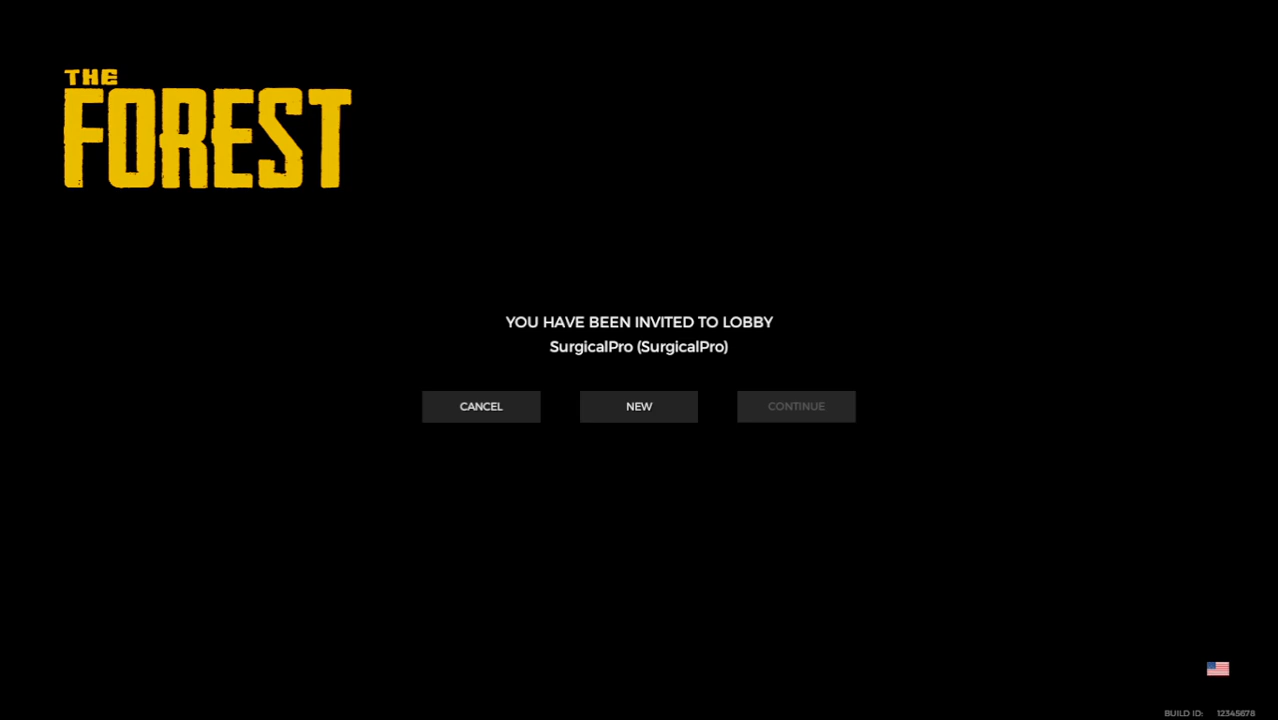 THE
FOREST
YOU HAVE BEEN INVITED TO LOBBY
SurgicalPro (SurgicalPro)
CANCEL NEW CONTINUE
BUILD ID: 12345678